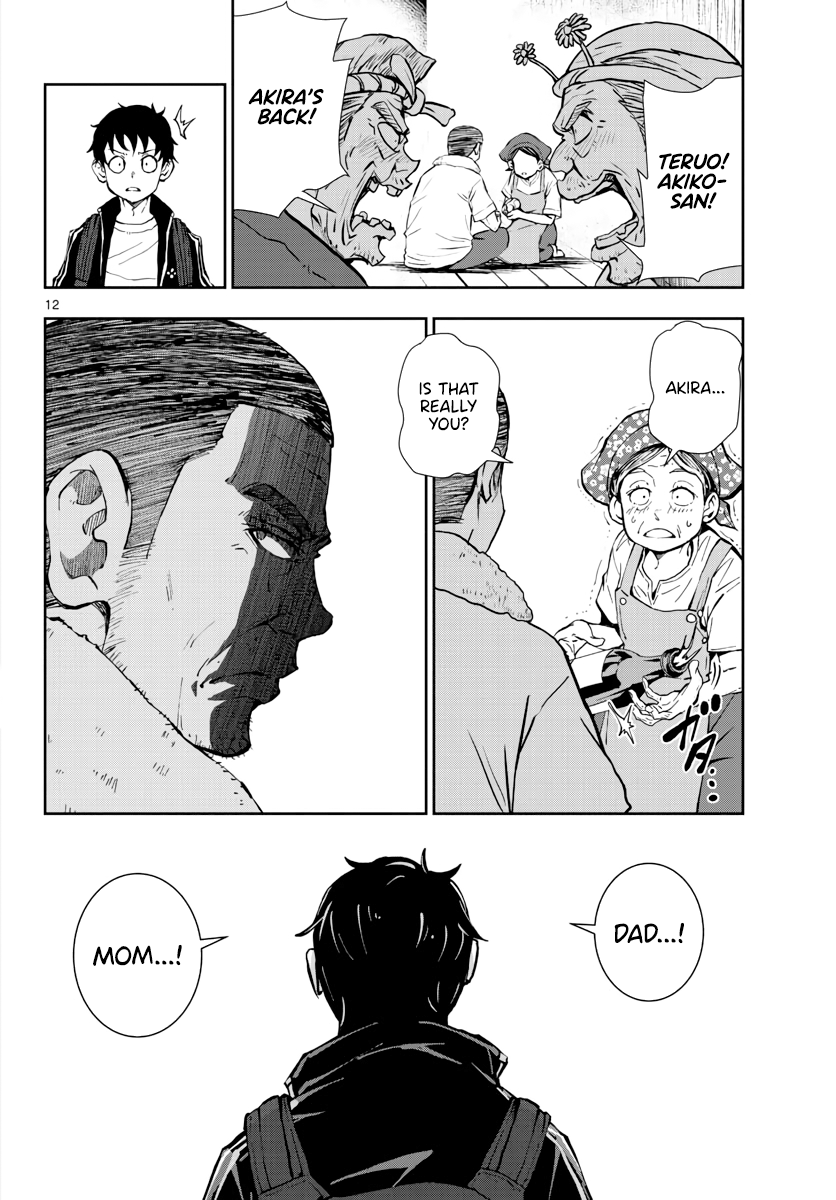 TERUO!
AKIKO-
SAN!
AKIRA'S
BACK!
12
AKIRA...
IS THAT
REALLY
YOU?
ガタ...
DAD...!
MOM...!